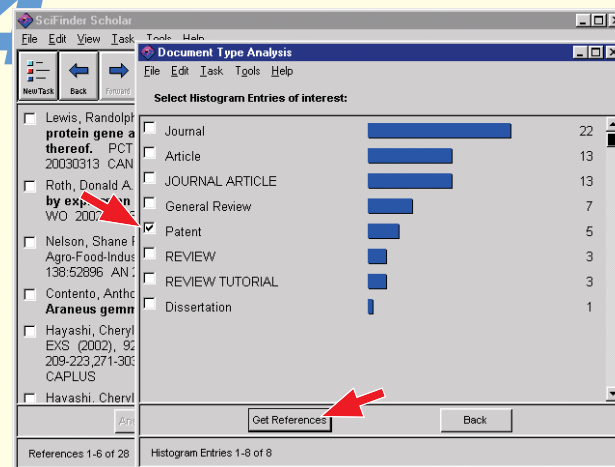 SciFinder Scholar
File Edit View Task Tools Help
New Task Back Forward
Lewis, Randolph
protein gene a
thereof. PCT
20030313 CAN
Roth, Donald A.
by
WO
Nelson, Shane
Agro-Food-Indus
138:52896 AN
Contento, Antho
Araneus gemm
Hayashi, Cheryl
EXS (2002), 92
209-223,271-303
CAPLUS
Hayashi, Cheryl
References 1-6 of 28
Document Type Analysis
File Edit Task Tools Help
Select Histogram Entries of interest:
Journal 22
Article 13
JOURNAL ARTICLE 13
General Review 7
Patent 5
REVIEW 3
REVIEW TUTORIAL 3
Dissertation 1
Get References Back
Histogram Entries 1-8 of 8